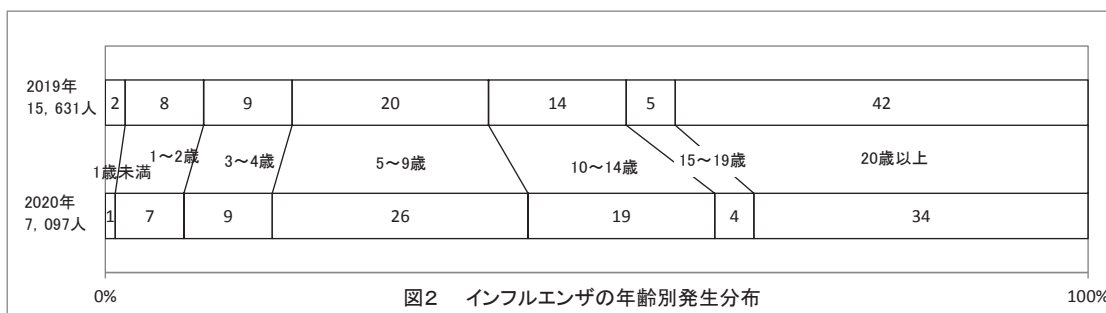 2019年
15，631人
2 8 9 20 14 5 42
1歳未満 1～2歳 3～4歳 5～9歳 10～14歳 15～19歳 20歳以上
2020年
7，097人
1 7 9 26 19 4 34
0% 100%
図2 インフルエンザの年齢別発生分布